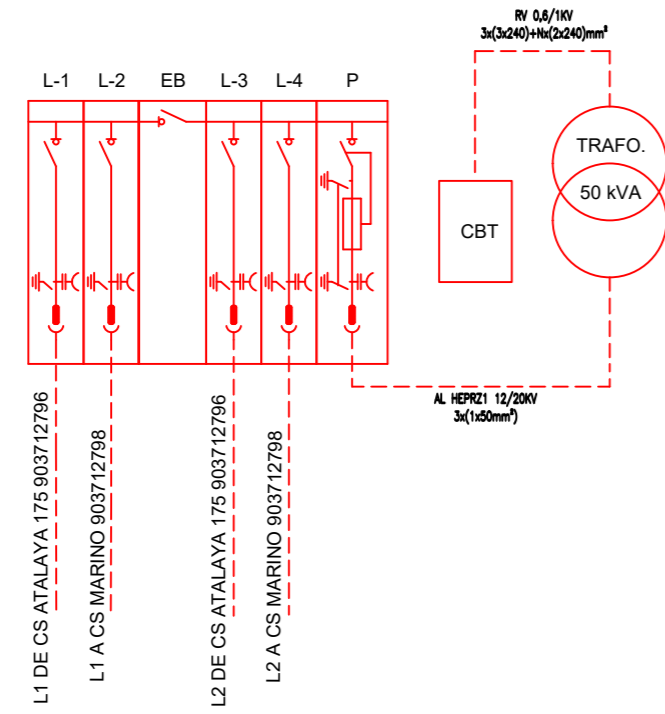 RV 0,6/1KV
3x(3x240)+Nx(2x240)mm²
L-1 L-2 EB L-3 L-4 P
TRAFO.
50 kVA
CBT
AL HEPRZ1 12/20KV
3x(1x50mm²)
L1 DE CS ATALAYA 175 903712796
L1 A CS MARINO 903712798
L2 DE CS ATALAYA 175 903712796
L2 A CS MARINO 903712798